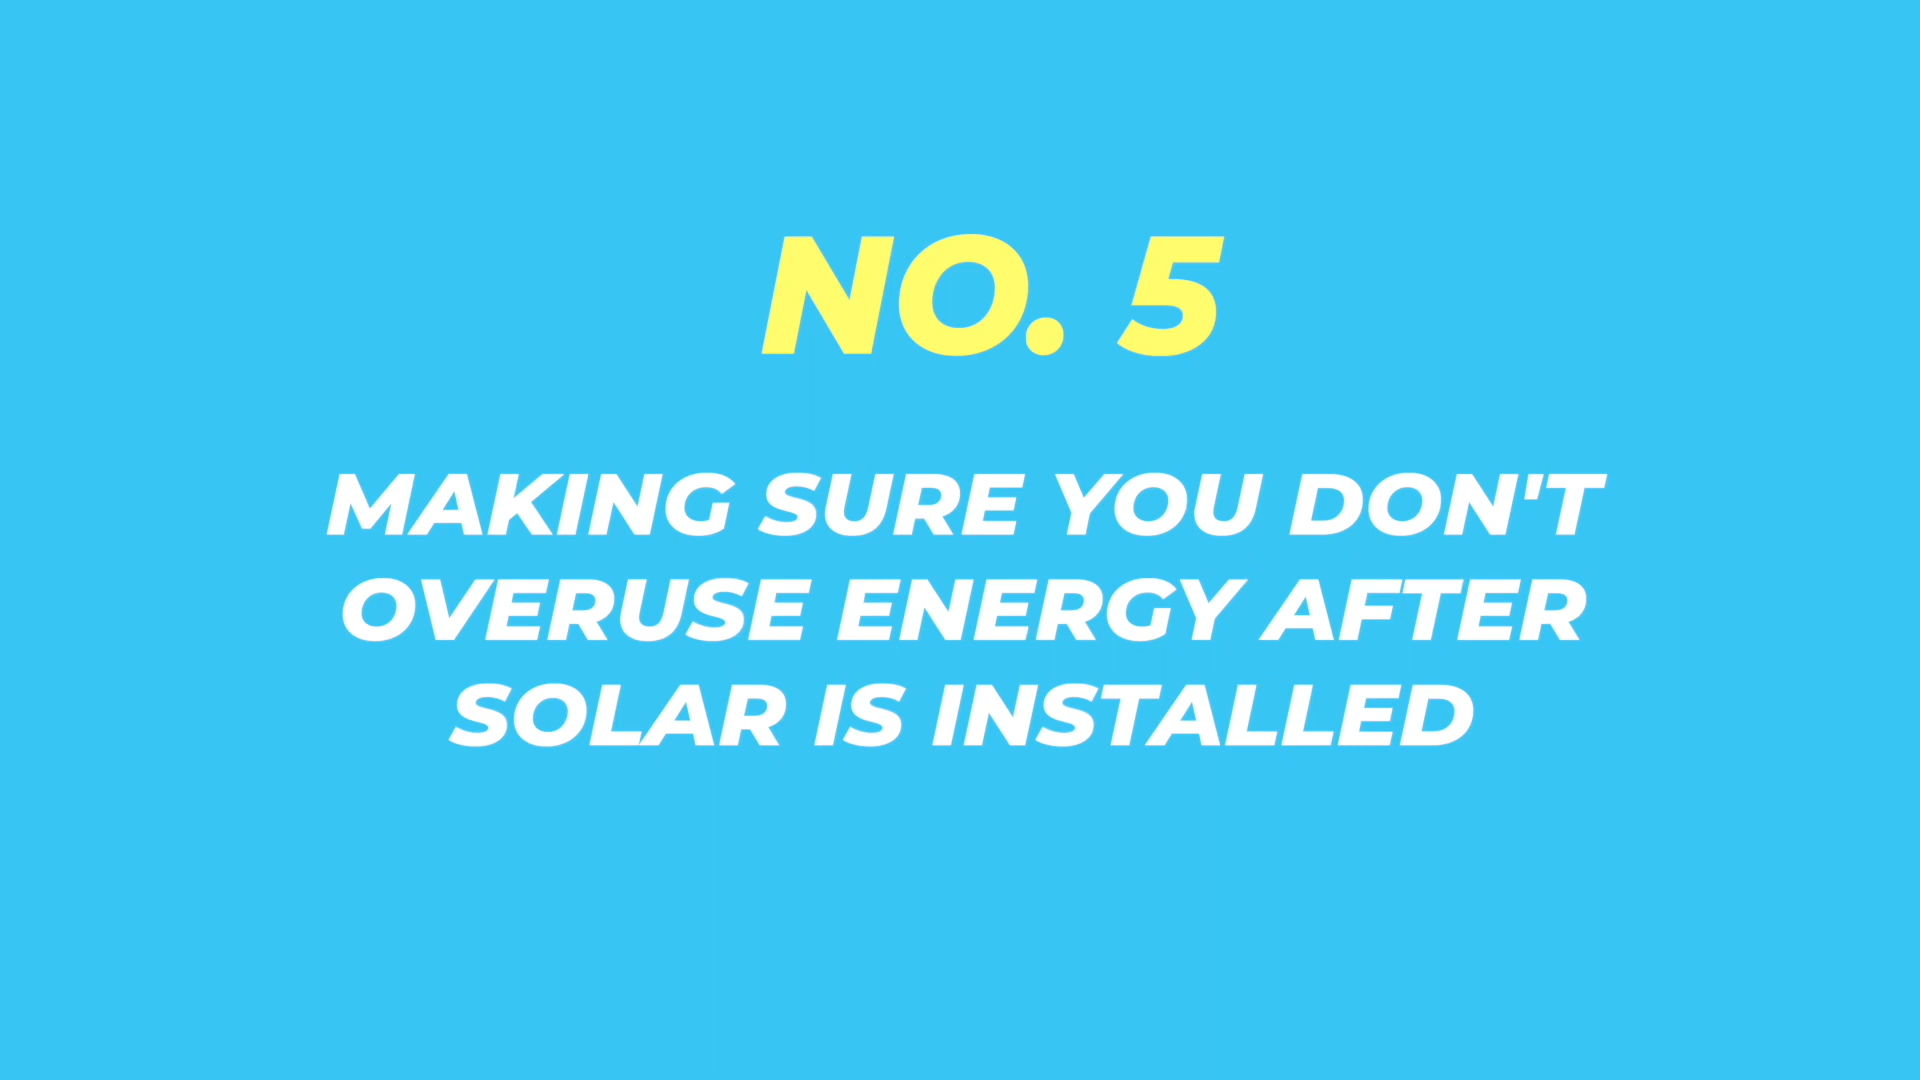 NO. 5
MAKING SURE YOU DON'T
OVERUSE ENERGY AFTER
SOLAR IS INSTALLED